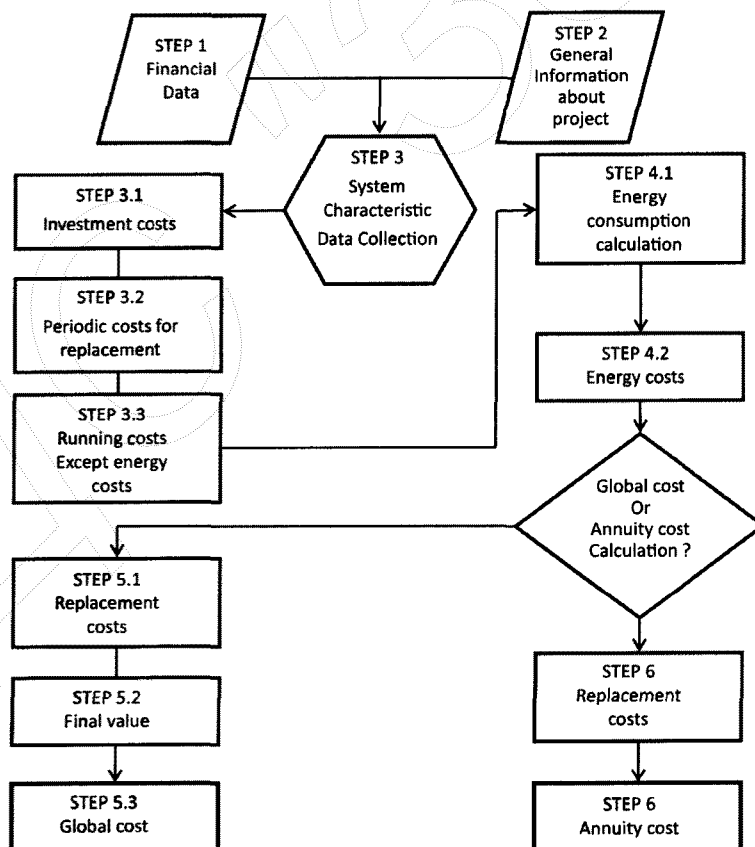 STEP 1
Financial
Data
STEP 2
General
Information
about
project
STEP 3
System
Characteristic
Data Collection
STEP 3.1
Investment costs
STEP 3.2
Periodic costs for
replacement
STEP 3.3
Running costs
Except energy
costs
STEP 4.1
Energy
consumption
calculation
STEP 4.2
Energy costs
Global cost
Or
Annuity cost
Calculation ?
STEP 5.1
Replacement
costs
STEP 5.2
Final value
STEP 5.3
Global cost
STEP 6
Replacement
costs
STEP 6
Annuity cost